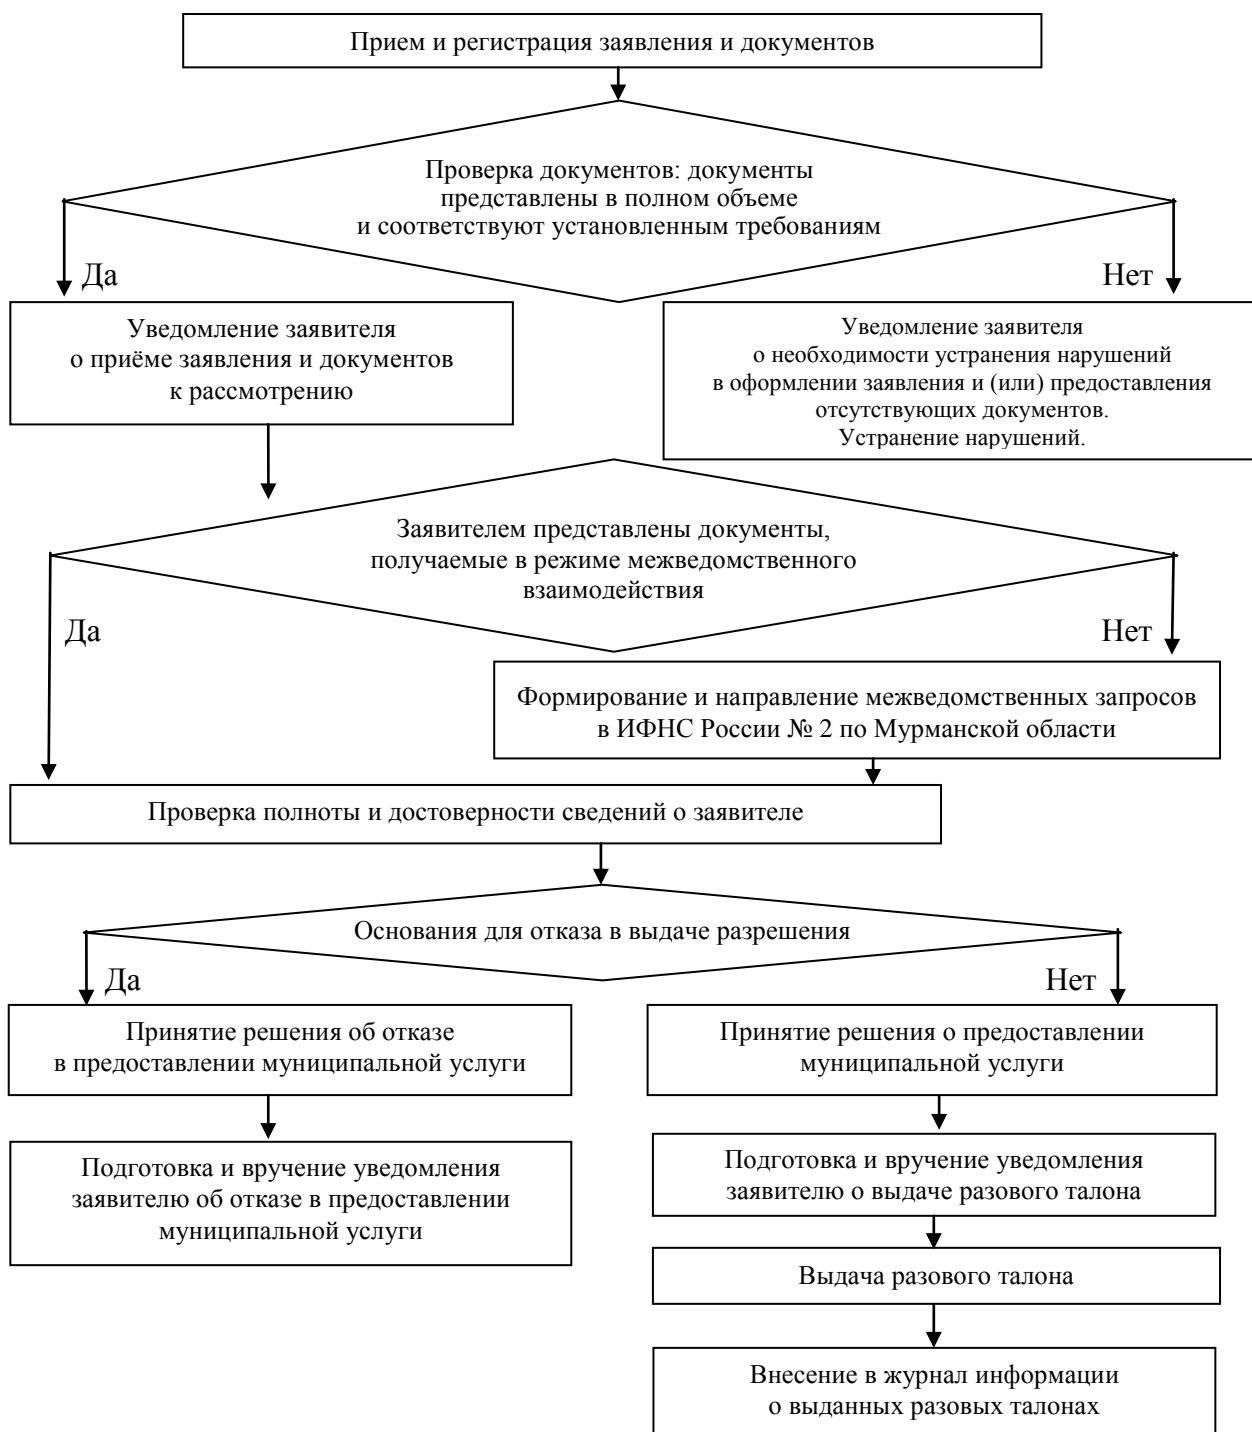 Прием и регистрация заявления и документов
Проверка документов: документы
представлены в полном объеме
и соответствуют установленным требованиям
Да
Нет
Уведомление заявителя
о приёме заявления и документов
к рассмотрению
Уведомление заявителя
о необходимости устранения нарушений
в оформлении заявления и (или) предоставления
отсутствующих документов.
Устранение нарушений.
Заявителем представлены документы,
получаемые в режиме межведомственного
взаимодействия
Да
Нет
Формирование и направление межведомственных запросов
в ИФНС России № 2 по Мурманской области
Проверка полноты и достоверности сведений о заявителе
Основания для отказа в выдаче разрешения
Да
Нет
Принятие решения об отказе
в предоставлении муниципальной услуги
Принятие решения о предоставлении
муниципальной услуги
Подготовка и вручение уведомления
заявителю об отказе в предоставлении
муниципальной услуги
Подготовка и вручение уведомления
заявителю о выдаче разового талона
Выдача разового талона
Внесение в журнал информации
о выданных разовых талонах